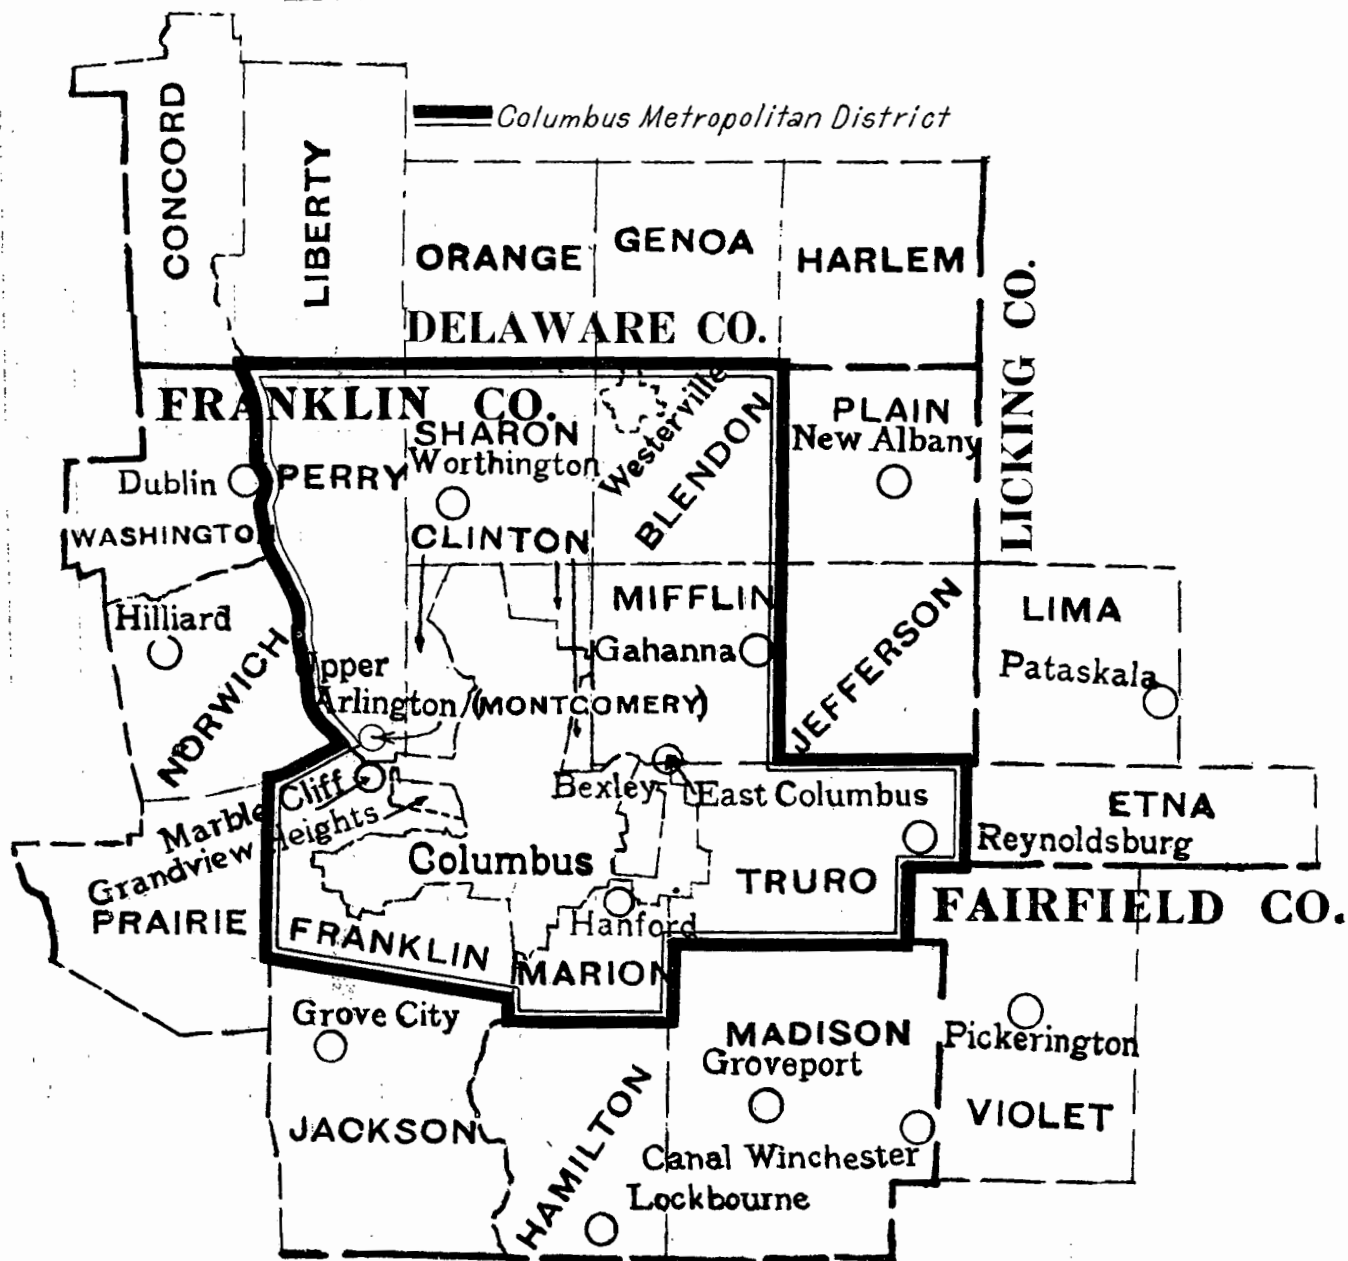 Columbus Metropolitan District
CONCORD
LIBERTY
ORANGE
GENOA
HARLEM
DELAWARE CO.
LICKING CO.
FRANKLIN CO.
PLAIN
New Albany
SHARON
Worthington
Westerville
BLENDON
Dublin
PERRY
WASHINGTON
CLINTON
MIFFLIN
Gahanna
JEFFERSON
LIMA
Pataskala
Hilliard
NORWICH
Upper
Arlington
(MONTGOMERY)
Marble Cliff
Grandview Heights
Bexley
East Columbus
ETNA
Reynoldsburg
Columbus
TRURO
PRAIRIE
FRANKLIN
Hanford
MARION
FAIRFIELD CO.
Grove City
MADISON
Groveport
Pickerington
JACKSON
HAMILTON
VIOLET
Canal Winchester
Lockbourne